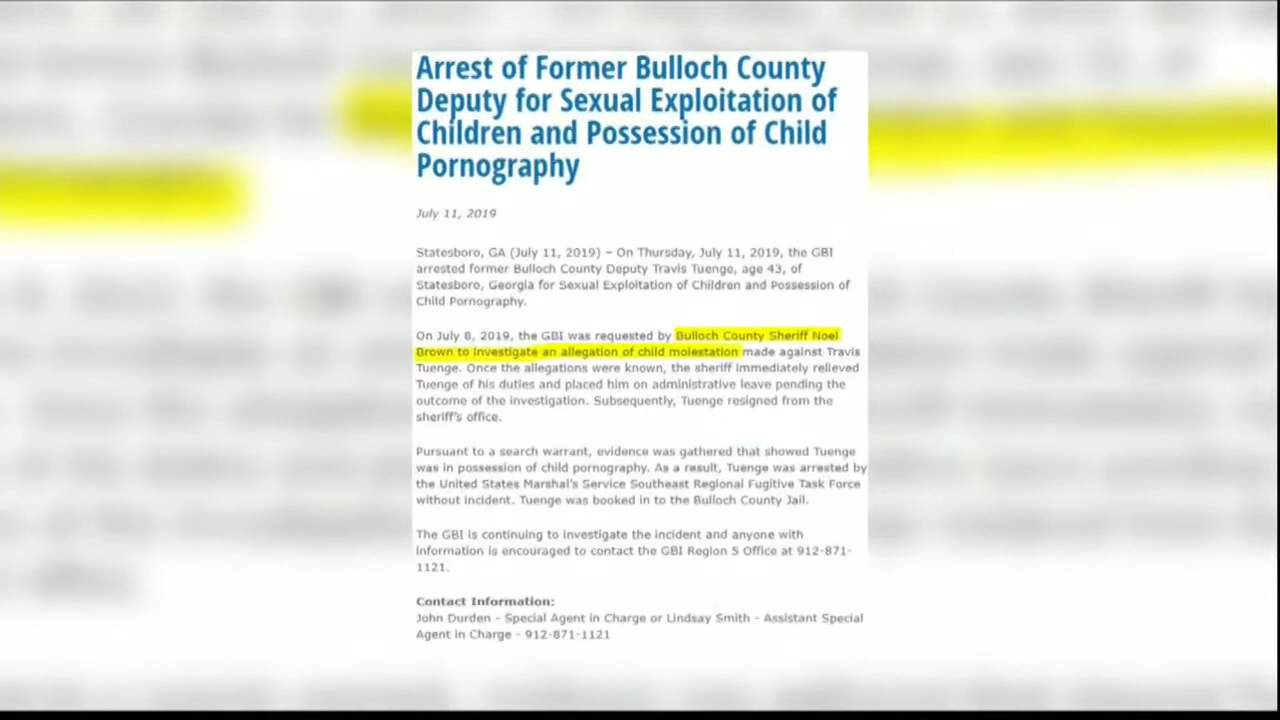 Arrest of Former Bulloch County
Deputy for Sexual Exploitation of
Children and Possession of Child
Pornography
July 11, 2019
Statesboro, GA (July 11, 2019) – On Thursday, July 11, 2019, the GBI
arrested former Bulloch County Deputy Travis Tuenge, age 43, of
Statesboro, Georgia for Sexual Exploitation of Children and Possession of
Child Pornography.
On July 8, 2019, the GBI was requested by Bulloch County Sheriff Noel
Brown to investigate an allegation of child molestation made against Travis
Tuenge. Once the allegations were known, the sheriff immediately relieved
Tuenge of his duties and placed him on administrative leave pending the
outcome of the investigation. Subsequently, Tuenge resigned from the
sheriff's office.
Pursuant to a search warrant, evidence was gathered that showed Tuenge
was in possession of child pornography. As a result, Tuenge was arrested by
the United States Marshal's Service Southeast Regional Fugitive Task Force
without incident. Tuenge was booked in to the Bulloch County Jail.
The GBI is continuing to investigate the incident and anyone with
information is encouraged to contact the GBI Region 5 Office at 912-871-
1121.
Contact Information:
John Durden - Special Agent in Charge or Lindsay Smith - Assistant Special
Agent in Charge - 912-871-1121